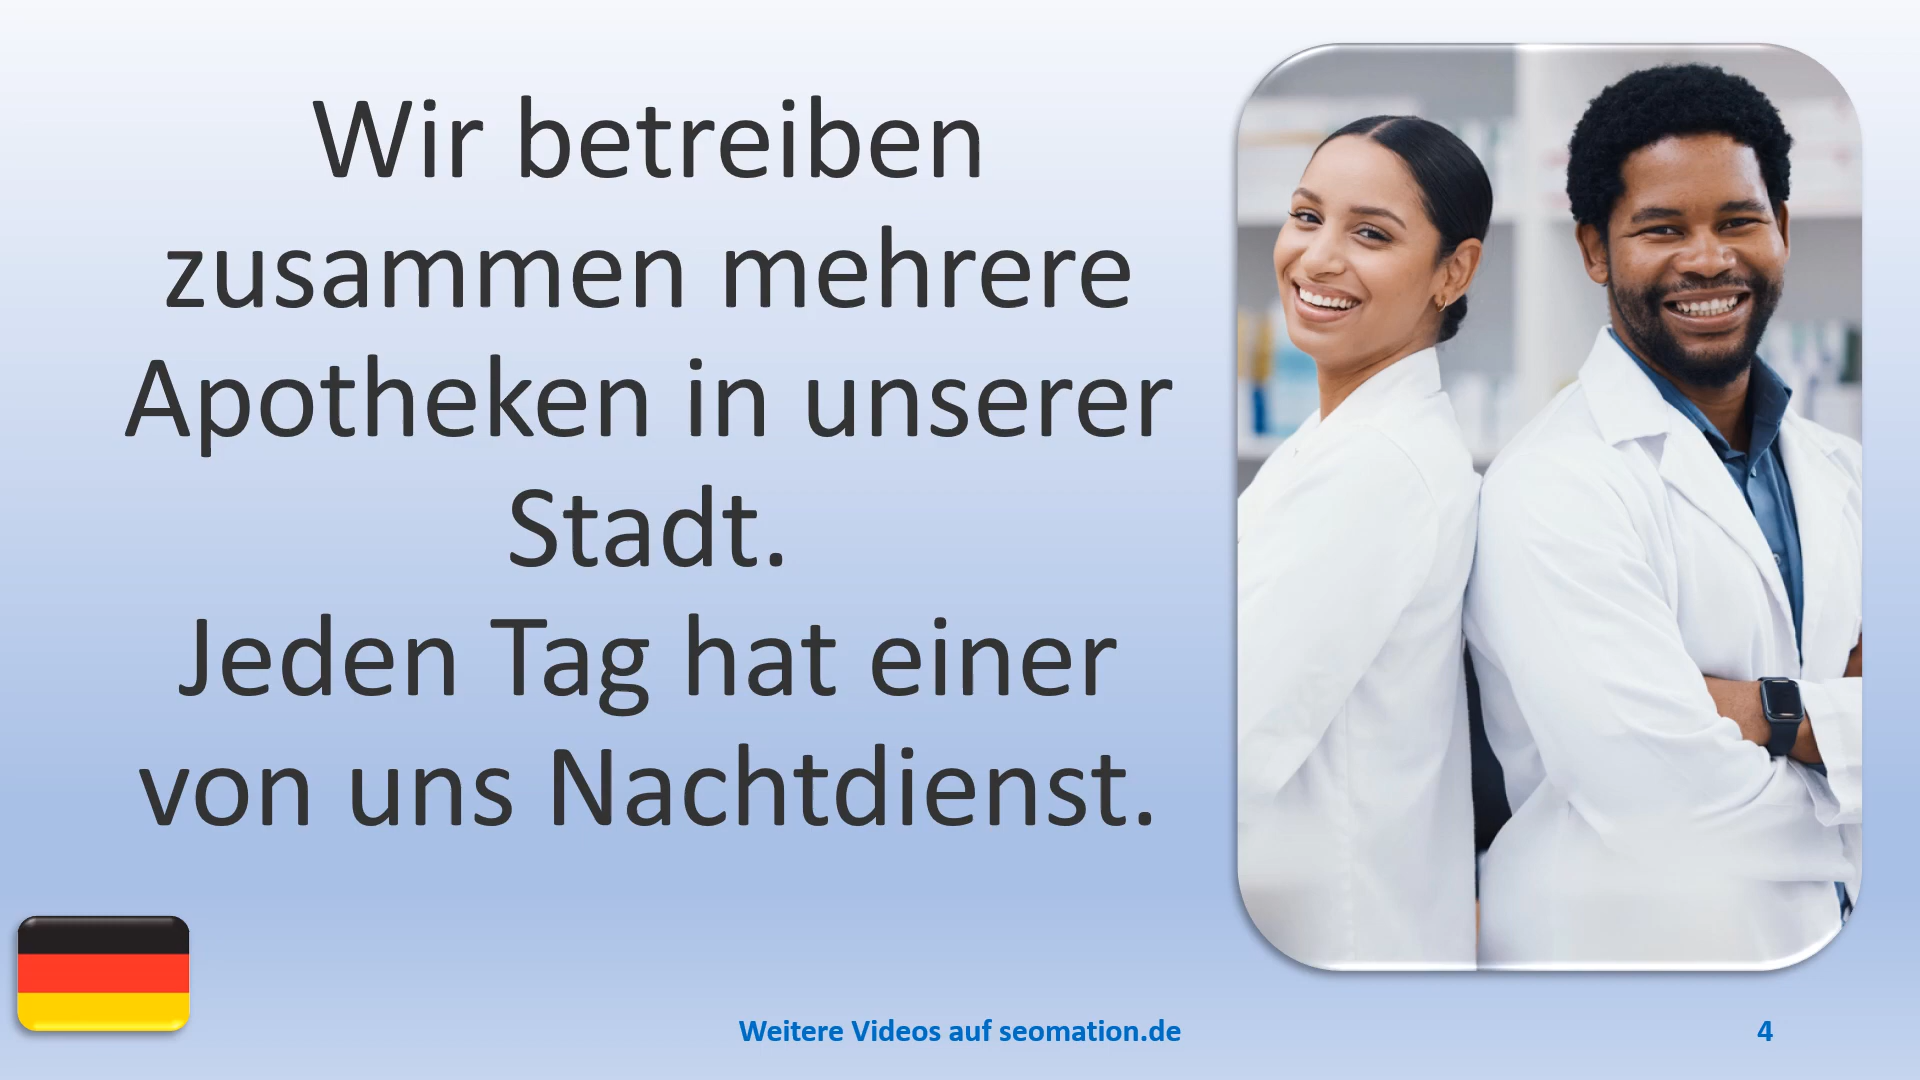 Wir betreiben
zusammen mehrere
Apotheken in unserer
Stadt.
Jeden Tag hat einer
von uns Nachtdienst.
Weitere Videos auf seomation.de
4